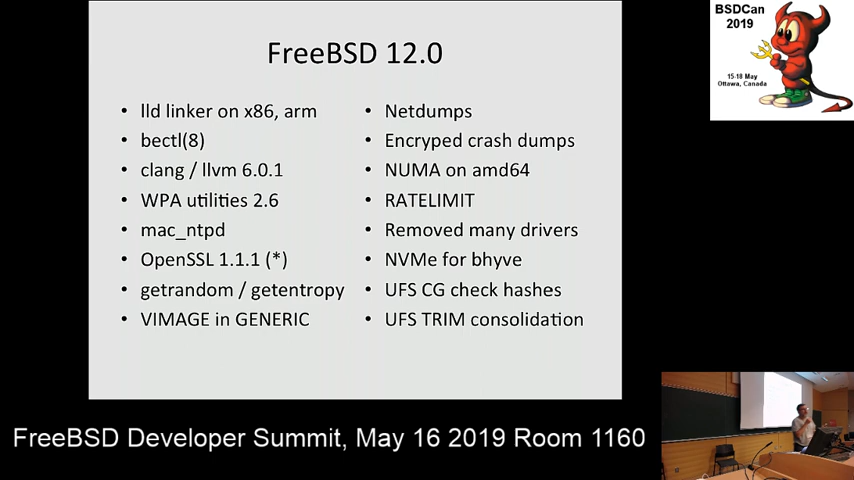 FreeBSD 12.0
• lld linker on x86, arm
• bectl(8)
• clang / llvm 6.0.1
• WPA utilities 2.6
• mac_ntpd
• OpenSSL 1.1.1 (*)
• getrandom / getentropy
• VIMAGE in GENERIC
• Netdumps
• Encryped crash dumps
• NUMA on amd64
• RATELIMIT
• Removed many drivers
• NVMe for bhyve
• UFS CG check hashes
• UFS TRIM consolidation
BSDCan
2019
15-18 May
Ottawa, Canada
FreeBSD Developer Summit, May 16 2019 Room 1160